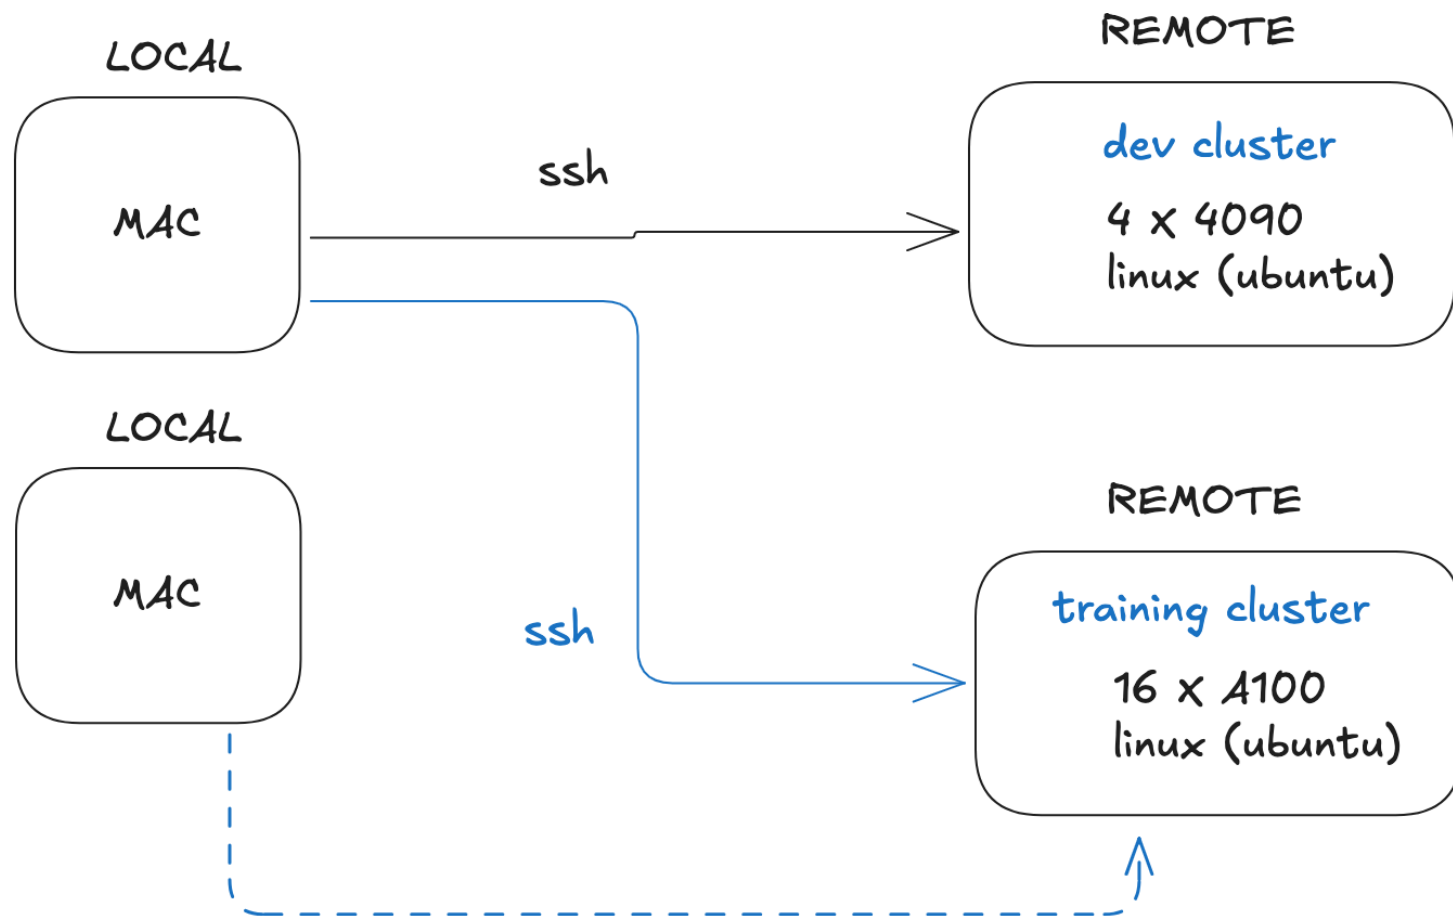 LOCAL
REMOTE
MAC
ssh
dev cluster
4 x 4090
linux (ubuntu)
LOCAL
MAC
ssh
REMOTE
training cluster
16 x A100
linux (ubuntu)